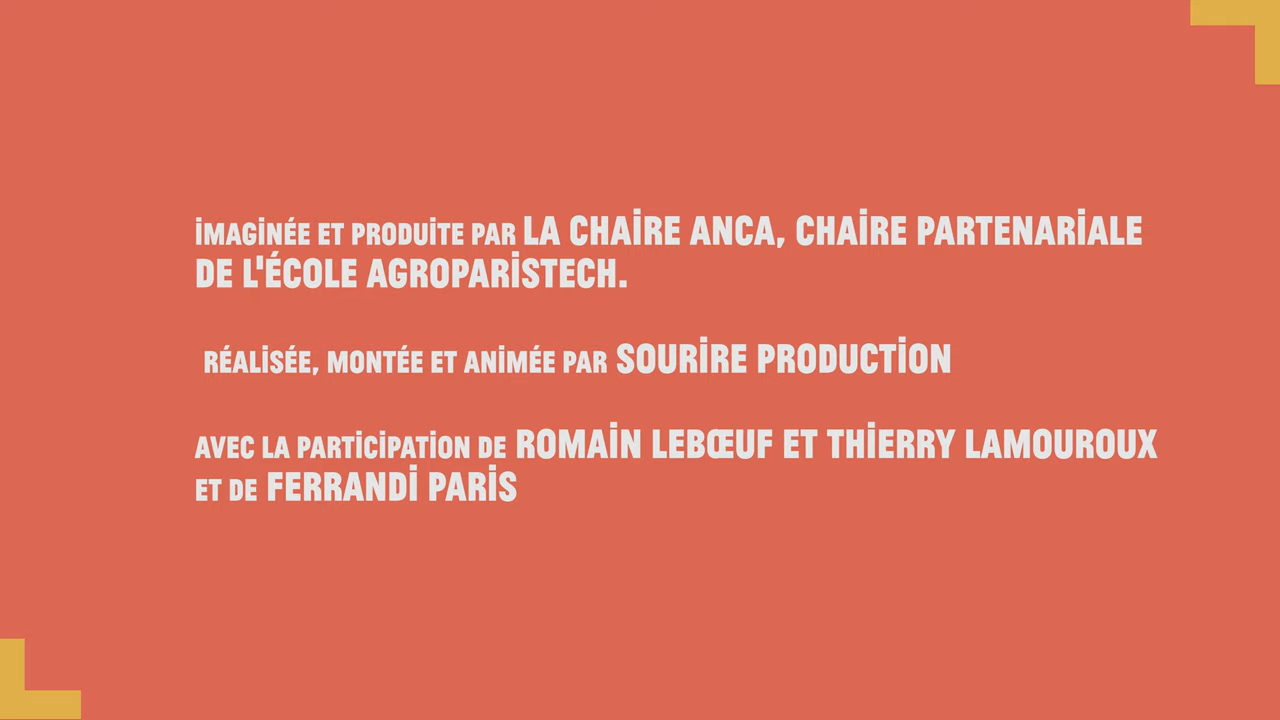 iMAGiNÉE ET PRODUiTE PAR LA CHAiRE ANCA, CHAiRE PARTENARiALE
DE L'ÉCOLE AGROPARiSTECH.
RÉALiSÉE, MONTÉE ET ANiMÉE PAR SOURiRE PRODUCTiON
AVEC LA PARTiCiPATiON DE ROMAiN LEBŒUF ET THiERRY LAMOUROUX
ET DE FERRANDi PARiS